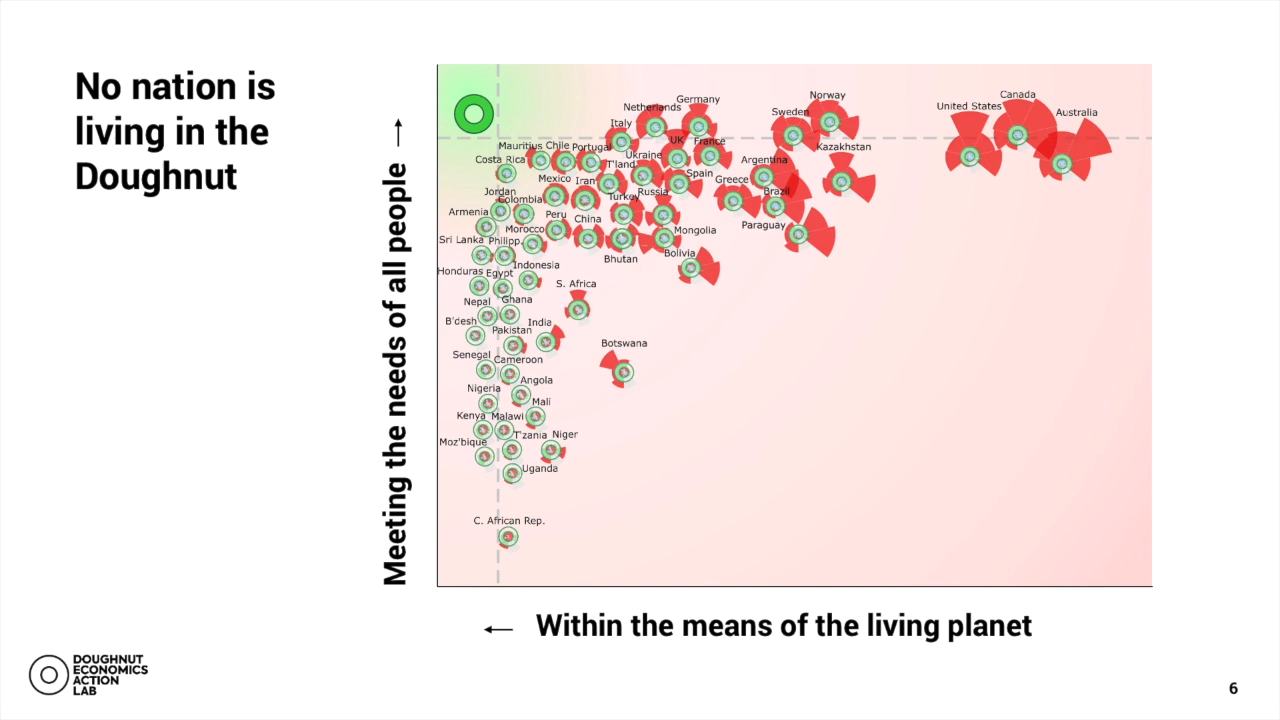 No nation is
living in the
Doughnut
Meeting the needs of all people →
Norway
Canada
Germany
United States
Netherlands
Sweden
Australia
Italy
Mauritius Chile Portugal
UK
France
Kazakhstan
Costa Rica
Ukraine
T'land
Argentina
Mexico
Iran
Spain
Greece
Jordan
Colombia
Turkey
Russia
Brazil
Armenia
Peru
China
Morocco
Mongolia
Paraguay
Sri Lanka
Philipp.
Bhutan
Bolivia
Honduras
Egypt
Indonesia
S. Africa
Nepal
Ghana
B'desh
Pakistan
India
Botswana
Senegal
Cameroon
Angola
Nigeria
Mali
Kenya
Malawi
Moz'bique
T'zania
Niger
Uganda
C. African Rep.
← Within the means of the living planet
DOUGHNUT
ECONOMICS
ACTION
LAB
6